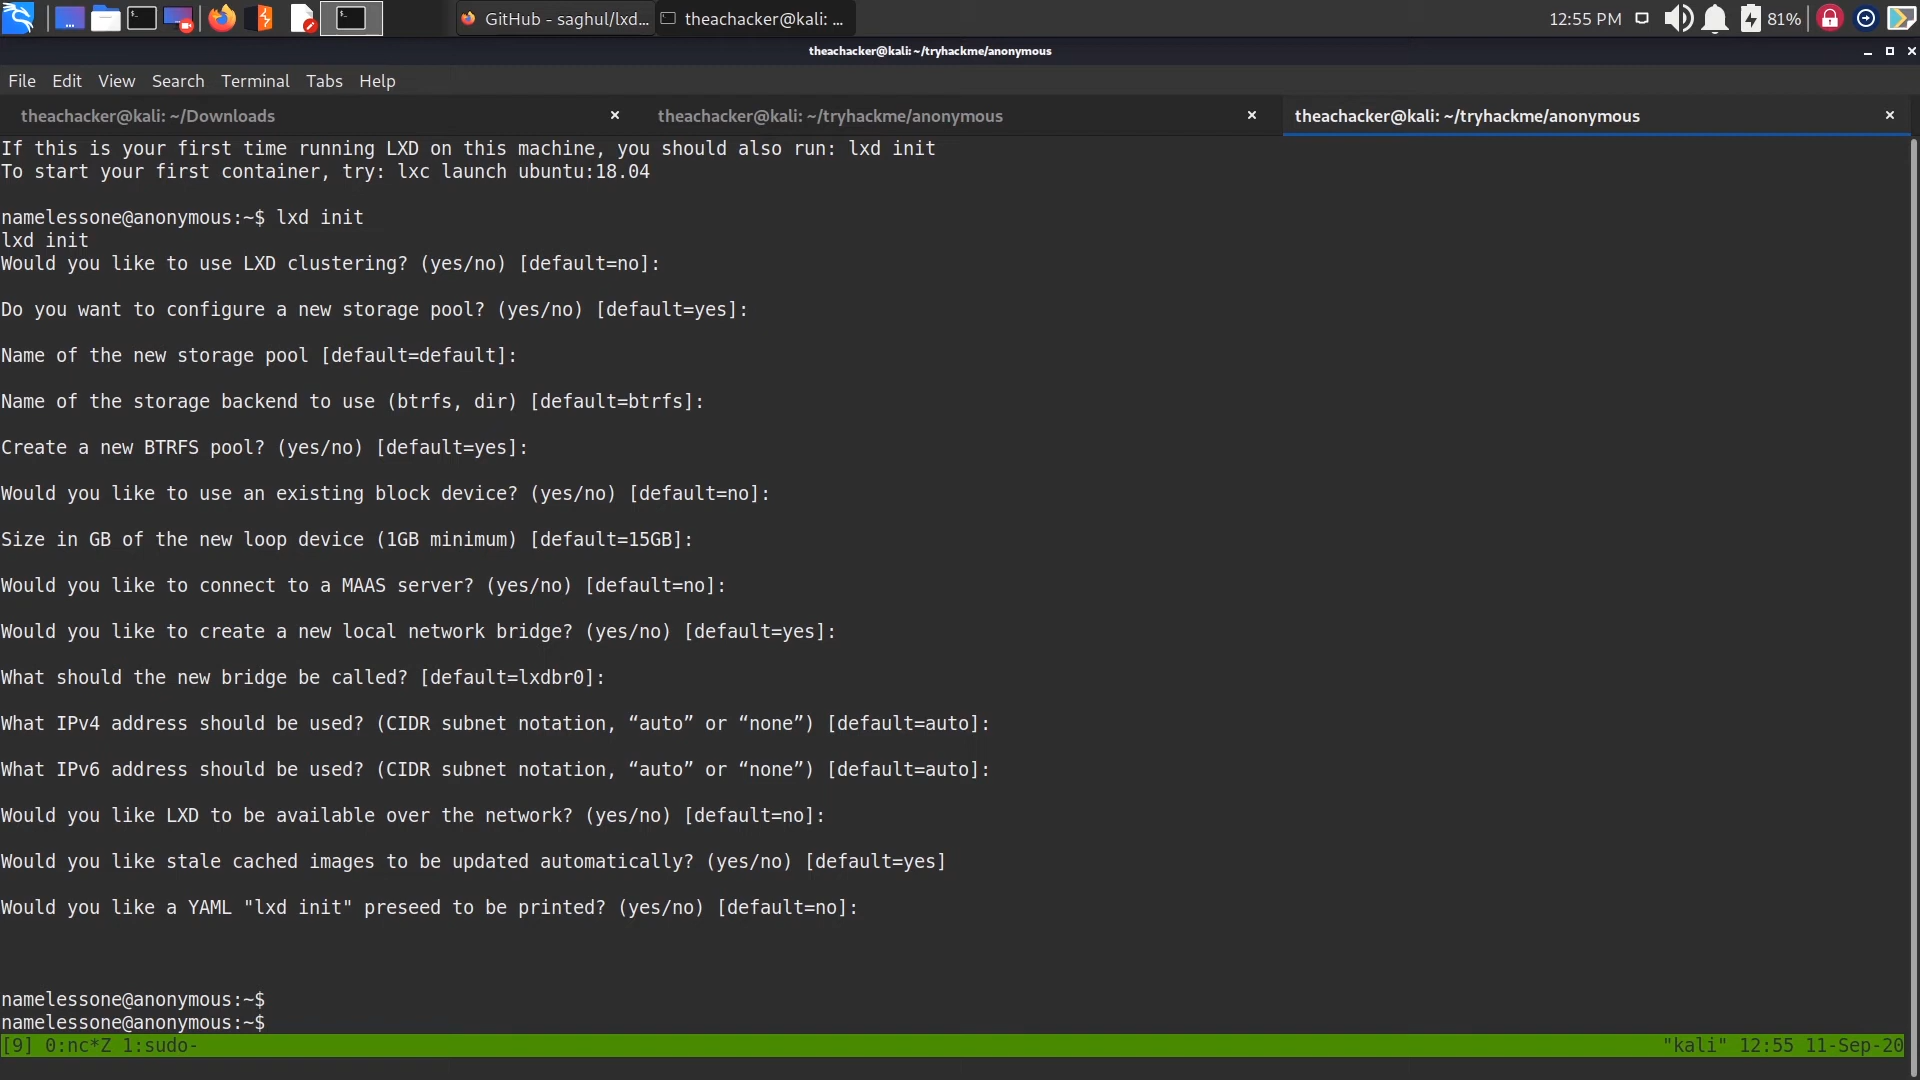 GitHub - saghul/lxd...
theachacker@kali: ...
12:55 PM
81%
theachacker@kali: ~/tryhackme/anonymous
File Edit View Search Terminal Tabs Help
theachacker@kali: ~/Downloads
theachacker@kali: ~/tryhackme/anonymous
theachacker@kali: ~/tryhackme/anonymous
If this is your first time running LXD on this machine, you should also run: lxd init
To start your first container, try: lxc launch ubuntu:18.04
namelessone@anonymous:~$ lxd init
lxd init
Would you like to use LXD clustering? (yes/no) [default=no]:
Do you want to configure a new storage pool? (yes/no) [default=yes]:
Name of the new storage pool [default=default]:
Name of the storage backend to use (btrfs, dir) [default=btrfs]:
Create a new BTRFS pool? (yes/no) [default=yes]:
Would you like to use an existing block device? (yes/no) [default=no]:
Size in GB of the new loop device (1GB minimum) [default=15GB]:
Would you like to connect to a MAAS server? (yes/no) [default=no]:
Would you like to create a new local network bridge? (yes/no) [default=yes]:
What should the new bridge be called? [default=lxdbr0]:
What IPv4 address should be used? (CIDR subnet notation, “auto” or “none”) [default=auto]:
What IPv6 address should be used? (CIDR subnet notation, “auto” or “none”) [default=auto]:
Would you like LXD to be available over the network? (yes/no) [default=no]:
Would you like stale cached images to be updated automatically? (yes/no) [default=yes]
Would you like a YAML "lxd init" preseed to be printed? (yes/no) [default=no]:
namelessone@anonymous:~$
namelessone@anonymous:~$
[9] 0:nc*Z 1:sudo-
"kali" 12:55 11-Sep-20